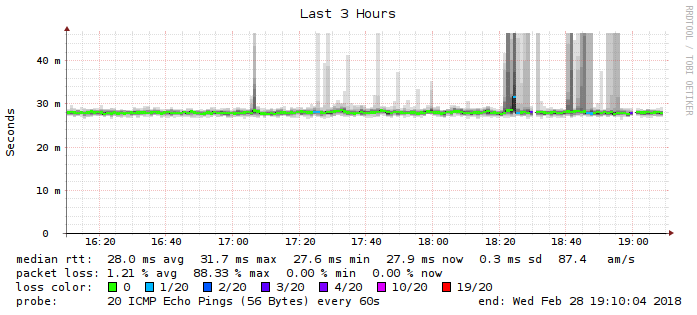 Last 3 Hours
RRDTOOL / TOBI OETIKER
Seconds
40 m
30 m
20 m
10 m
0
16:20 16:40 17:00 17:20 17:40 18:00 18:20 18:40 19:00
median rtt: 28.0 ms avg 31.7 ms max 27.6 ms min 27.9 ms now 0.3 ms sd 87.4 am/s
packet loss: 1.21 % avg 88.33 % max 0.00 % min 0.00 % now
loss color: 0 1/20 2/20 3/20 4/20 10/20 19/20
probe: 20 ICMP Echo Pings (56 Bytes) every 60s end: Wed Feb 28 19:10:04 2018